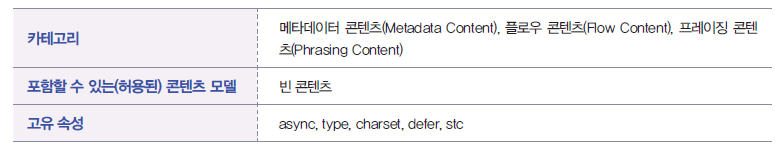 카테고리
메타데이터 콘텐츠(Metadata Content), 플로우 콘텐츠(Flow Content), 프레이징 콘텐
츠(Phrasing Content)
포함할 수 있는(허용된) 콘텐츠 모델
빈 콘텐츠
고유 속성
async, type, charset, defer, stc